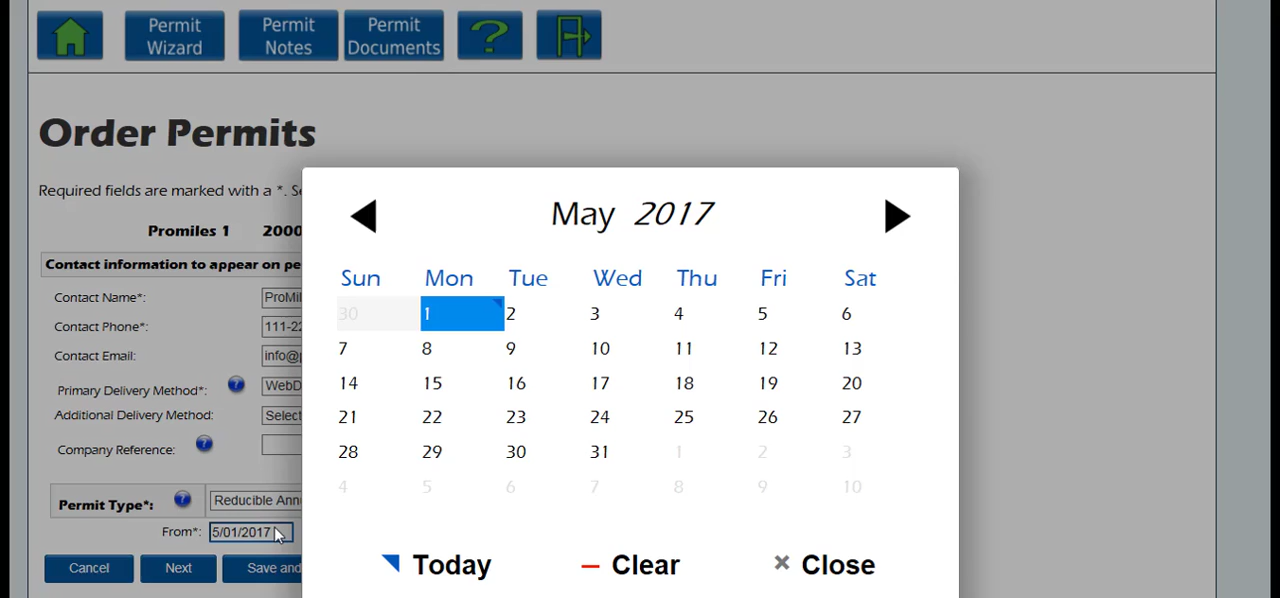 Permit Wizard
Permit Notes
Permit Documents
?
Order Permits
Required fields are marked with a *.
Promiles 1 2000
Contact information to appear on
Contact Name*:
Contact Phone*: 111-22
Contact Email: info@
Primary Delivery Method*: ?
Additional Delivery Method: Select
Company Reference: ?
Permit Type*: ? Reducible
From*: 5/01/2017
Cancel Next Save and
May 2017
Sun Mon Tue Wed Thu Fri Sat
30 1 2 3 4 5 6
7 8 9 10 11 12 13
14 15 16 17 18 19 20
21 22 23 24 25 26 27
28 29 30 31 1 2 3
4 5 6 7 8 9 10
Today Clear Close